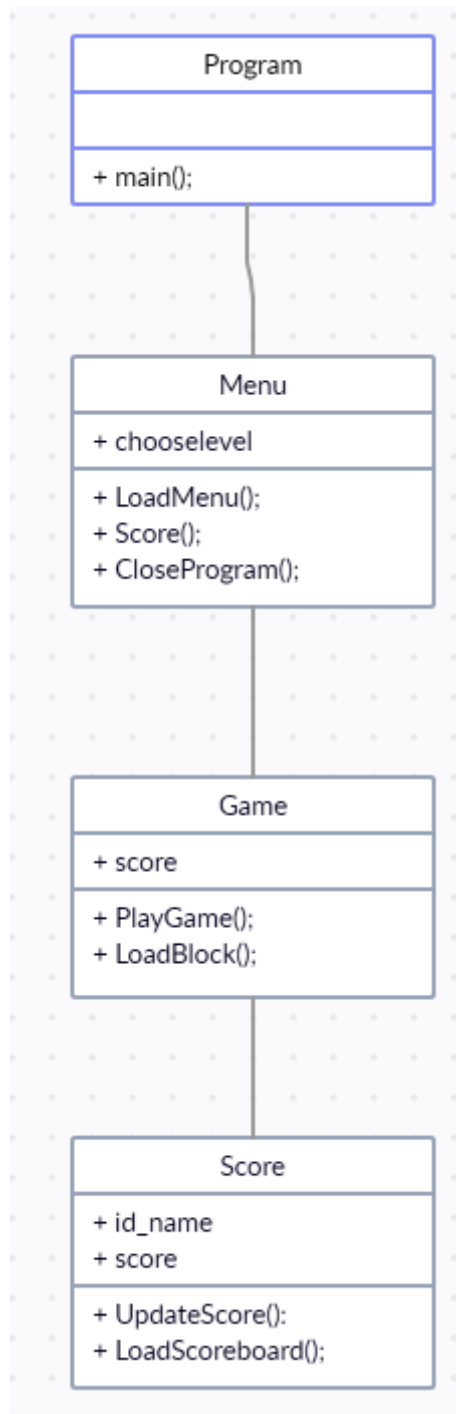 Program
+ main();
Menu
+ chooselevel
+ LoadMenu();
+ Score();
+ CloseProgram();
Game
+ score
+ PlayGame();
+ LoadBlock();
Score
+ id_name
+ score
+ UpdateScore():
+ LoadScoreboard();